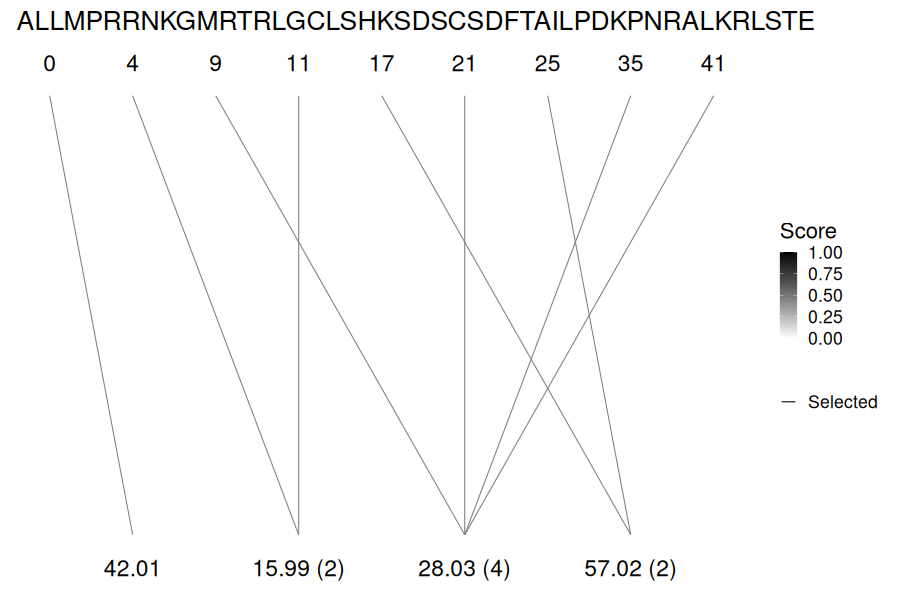 ALLMPRRNKGMRTRLGCLSHKSDSCSDFTAILPDKPNRALKRLSTE
0 4 9 11 17 21 25 35 41
Score
1.00
0.75
0.50
0.25
0.00
Selected
42.01 15.99 (2) 28.03 (4) 57.02 (2)